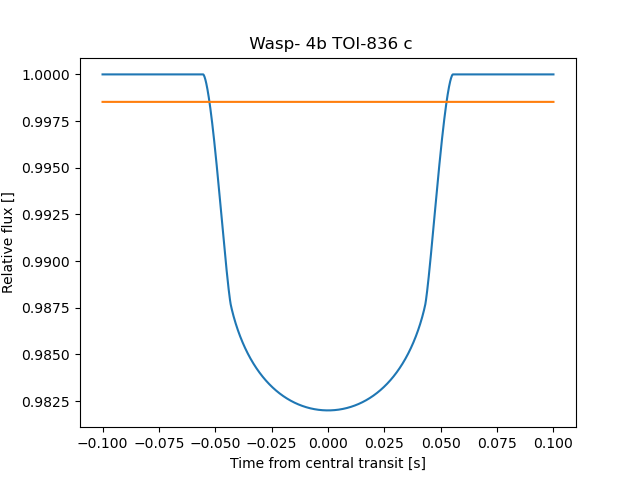 Wasp- 4b TOI-836 c
1.0000
0.9975
0.9950
0.9925
0.9900
0.9875
0.9850
0.9825
Relative flux []
−0.100 −0.075 −0.050 −0.025 0.000 0.025 0.050 0.075 0.100
Time from central transit [s]